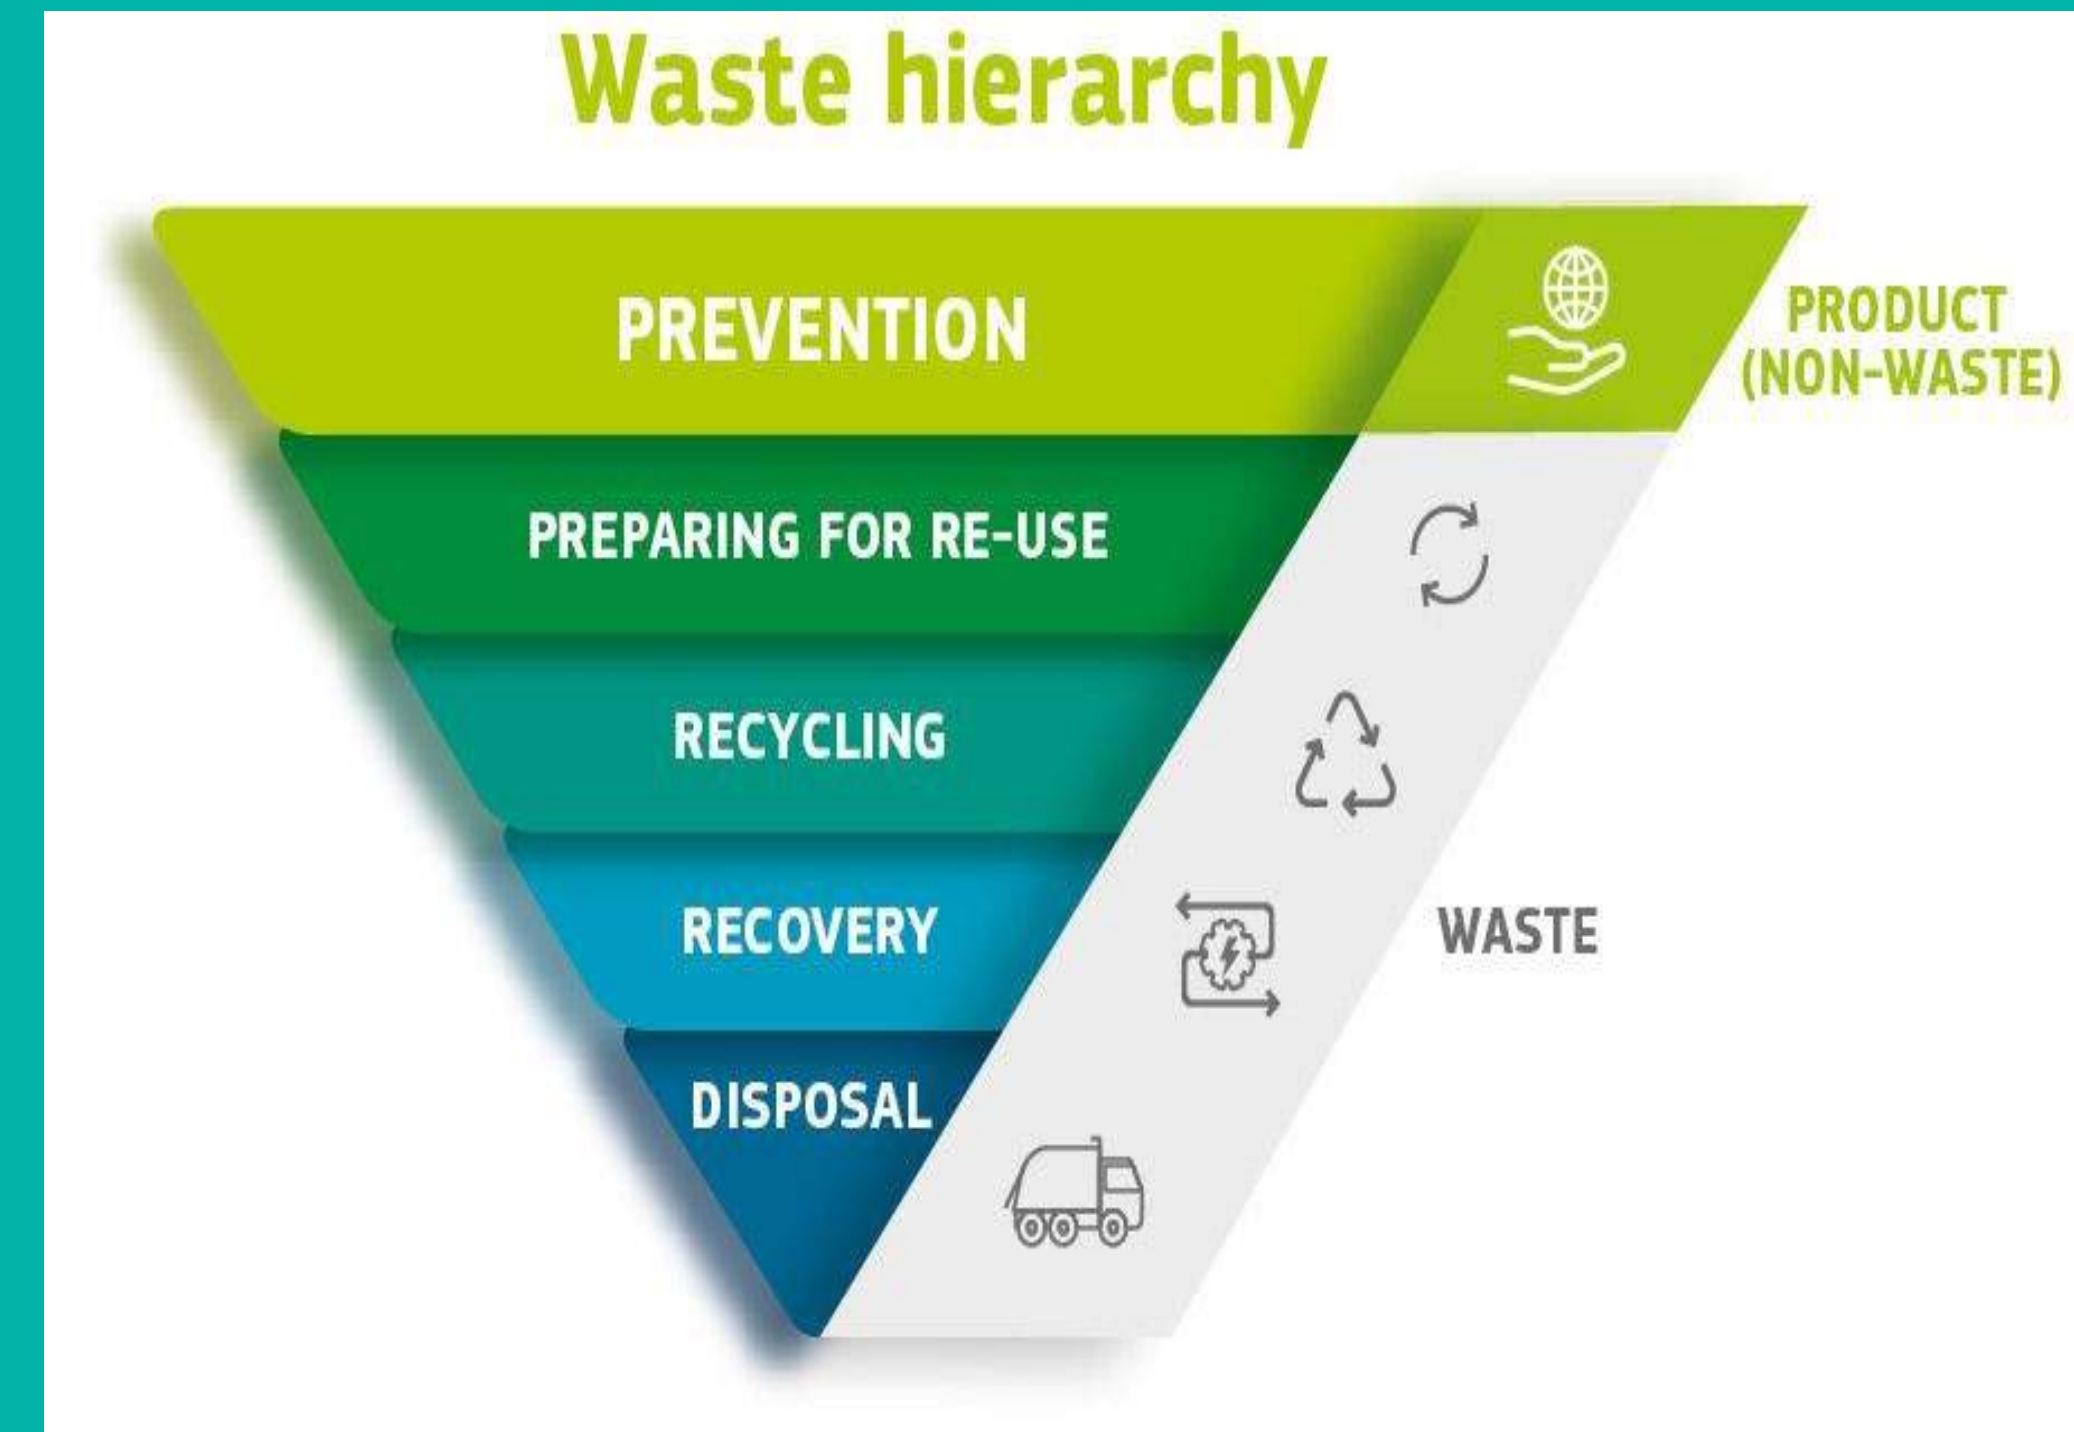 Waste hierarchy
PREVENTION
PRODUCT
(NON-WASTE)
PREPARING FOR RE-USE
RECYCLING
RECOVERY
WASTE
DISPOSAL